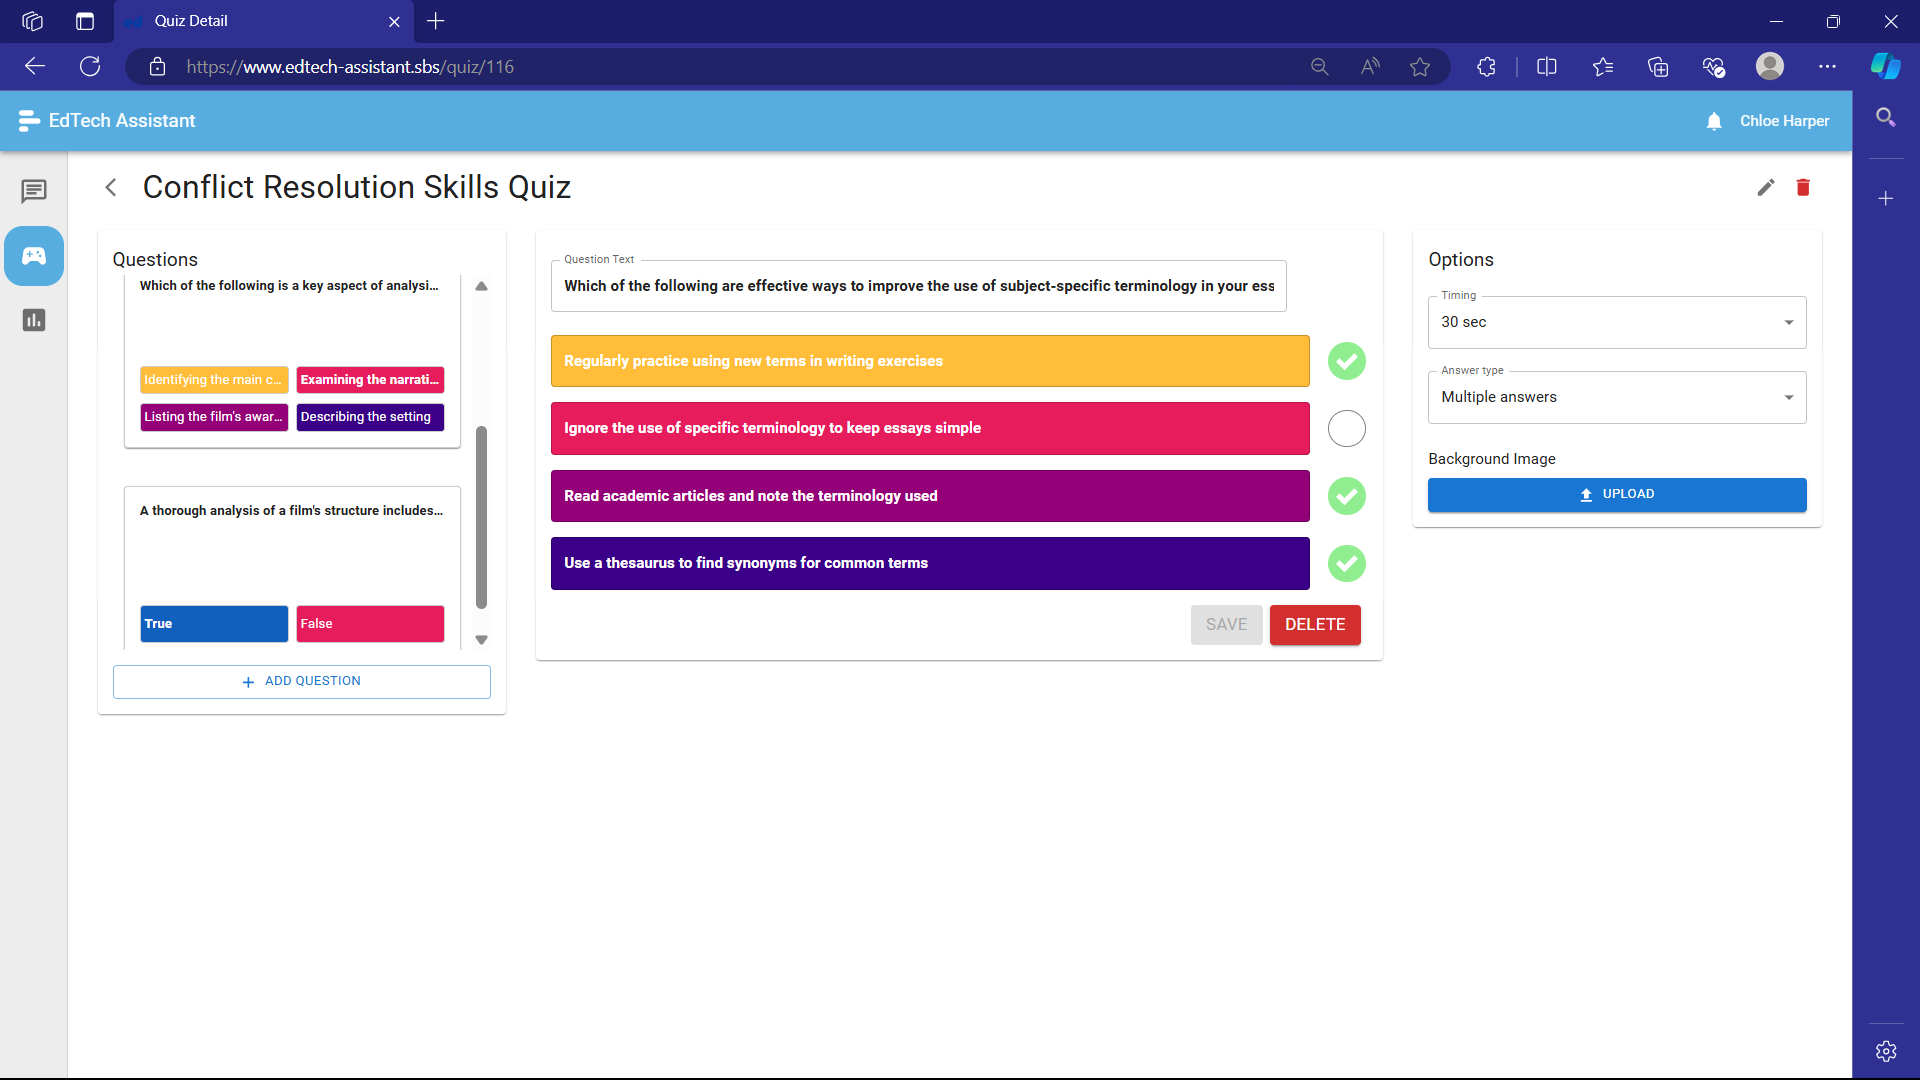 Quiz Detail
https://www.edtech-assistant.sbs/quiz/116
EdTech Assistant
Chloe Harper
Conflict Resolution Skills Quiz
Questions
Which of the following is a key aspect of analysi...
Identifying the main c...
Examining the narrati...
Listing the film's awar...
Describing the setting
A thorough analysis of a film's structure includes...
True
False
ADD QUESTION
Question Text
Which of the following are effective ways to improve the use of subject-specific terminology in your ess
Regularly practice using new terms in writing exercises
Ignore the use of specific terminology to keep essays simple
Read academic articles and note the terminology used
Use a thesaurus to find synonyms for common terms
SAVE
DELETE
Options
Timing
30 sec
Answer type
Multiple answers
Background Image
UPLOAD